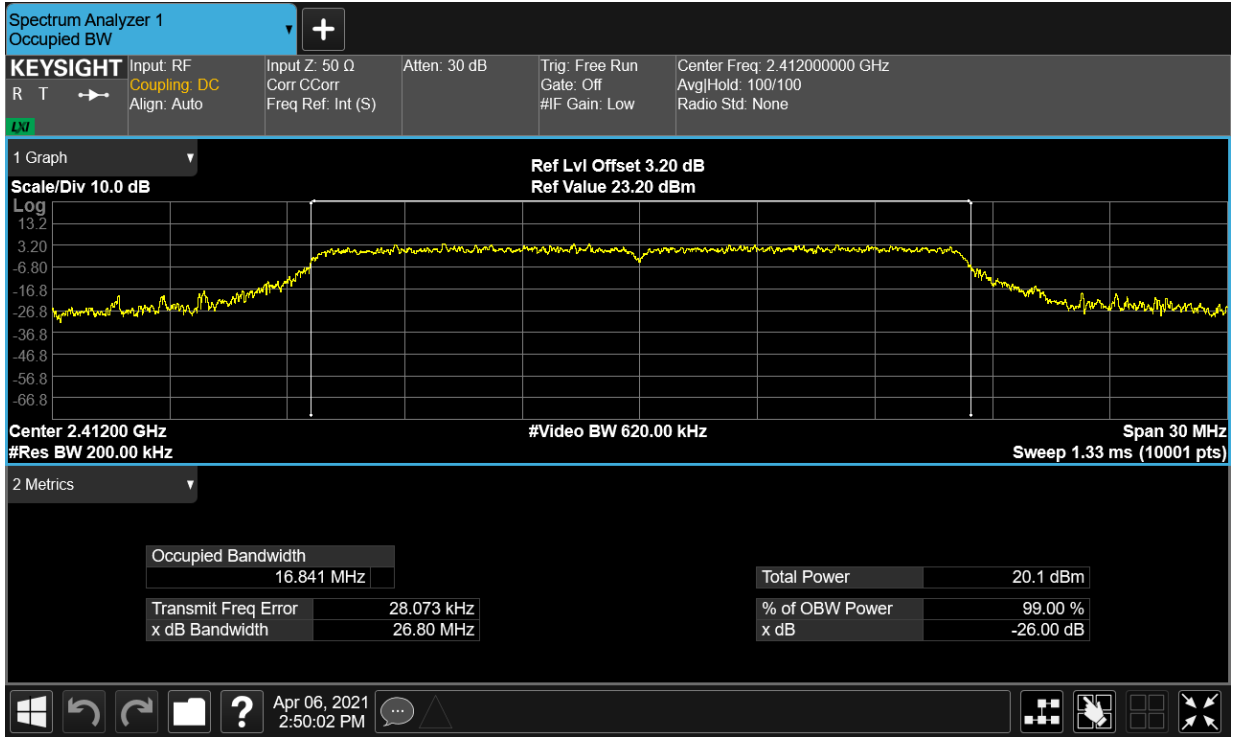 Spectrum Analyzer 1
Occupied BW
KEYSIGHT
R T
LXI
Input: RF
Coupling: DC
Align: Auto
Input Z: 50 Ω
Corr CCorr
Freq Ref: Int (S)
Atten: 30 dB
Trig: Free Run
Gate: Off
#IF Gain: Low
Center Freq: 2.412000000 GHz
Avg|Hold: 100/100
Radio Std: None
1 Graph
Scale/Div 10.0 dB
Ref Lvl Offset 3.20 dB
Ref Value 23.20 dBm
Log
13.2
3.20
-6.80
-16.8
-26.8
-36.8
-46.8
-56.8
-66.8
Center 2.41200 GHz
#Video BW 620.00 kHz
Span 30 MHz
#Res BW 200.00 kHz
Sweep 1.33 ms (10001 pts)
2 Metrics
Occupied Bandwidth
16.841 MHz
Transmit Freq Error 28.073 kHz
x dB Bandwidth 26.80 MHz
Total Power 20.1 dBm
% of OBW Power 99.00 %
x dB -26.00 dB
?
Apr 06, 2021
2:50:02 PM